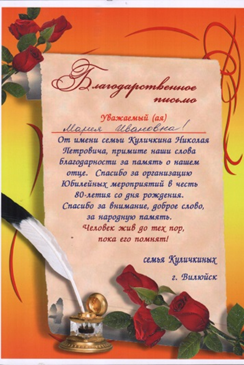 Благодарственное
письмо
Уважаемый (ая)
Мария Ивановна!
От имени семьи Куличкина Николая
Петровича, примите наши слова
благодарности за память о нашем
отце. Спасибо за организацию
Юбилейных мероприятий в честь
80-летия со дня рождения.
Спасибо за внимание, доброе слово,
за народную память.
Человек жив до тех пор,
пока его помнят!
семья Куличкиных
г. Вилюйск